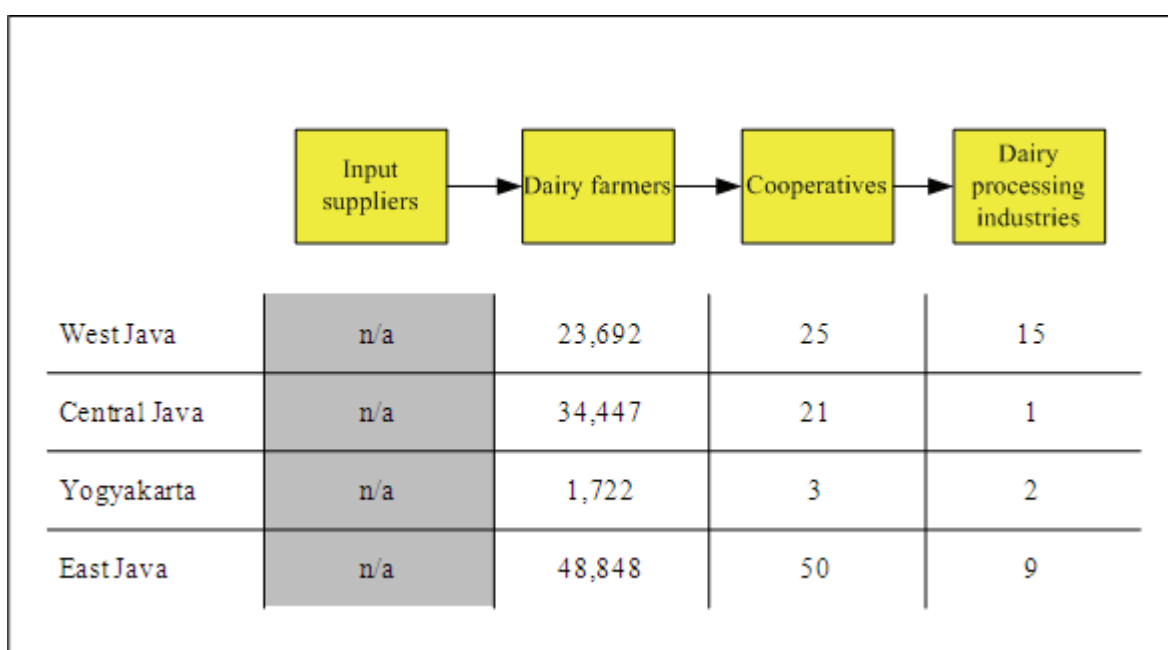 Input
suppliers
Dairy farmers
Cooperatives
Dairy
processing
industries
West Java n/a 23,692 25 15
Central Java n/a 34,447 21 1
Yogyakarta n/a 1,722 3 2
East Java n/a 48,848 50 9